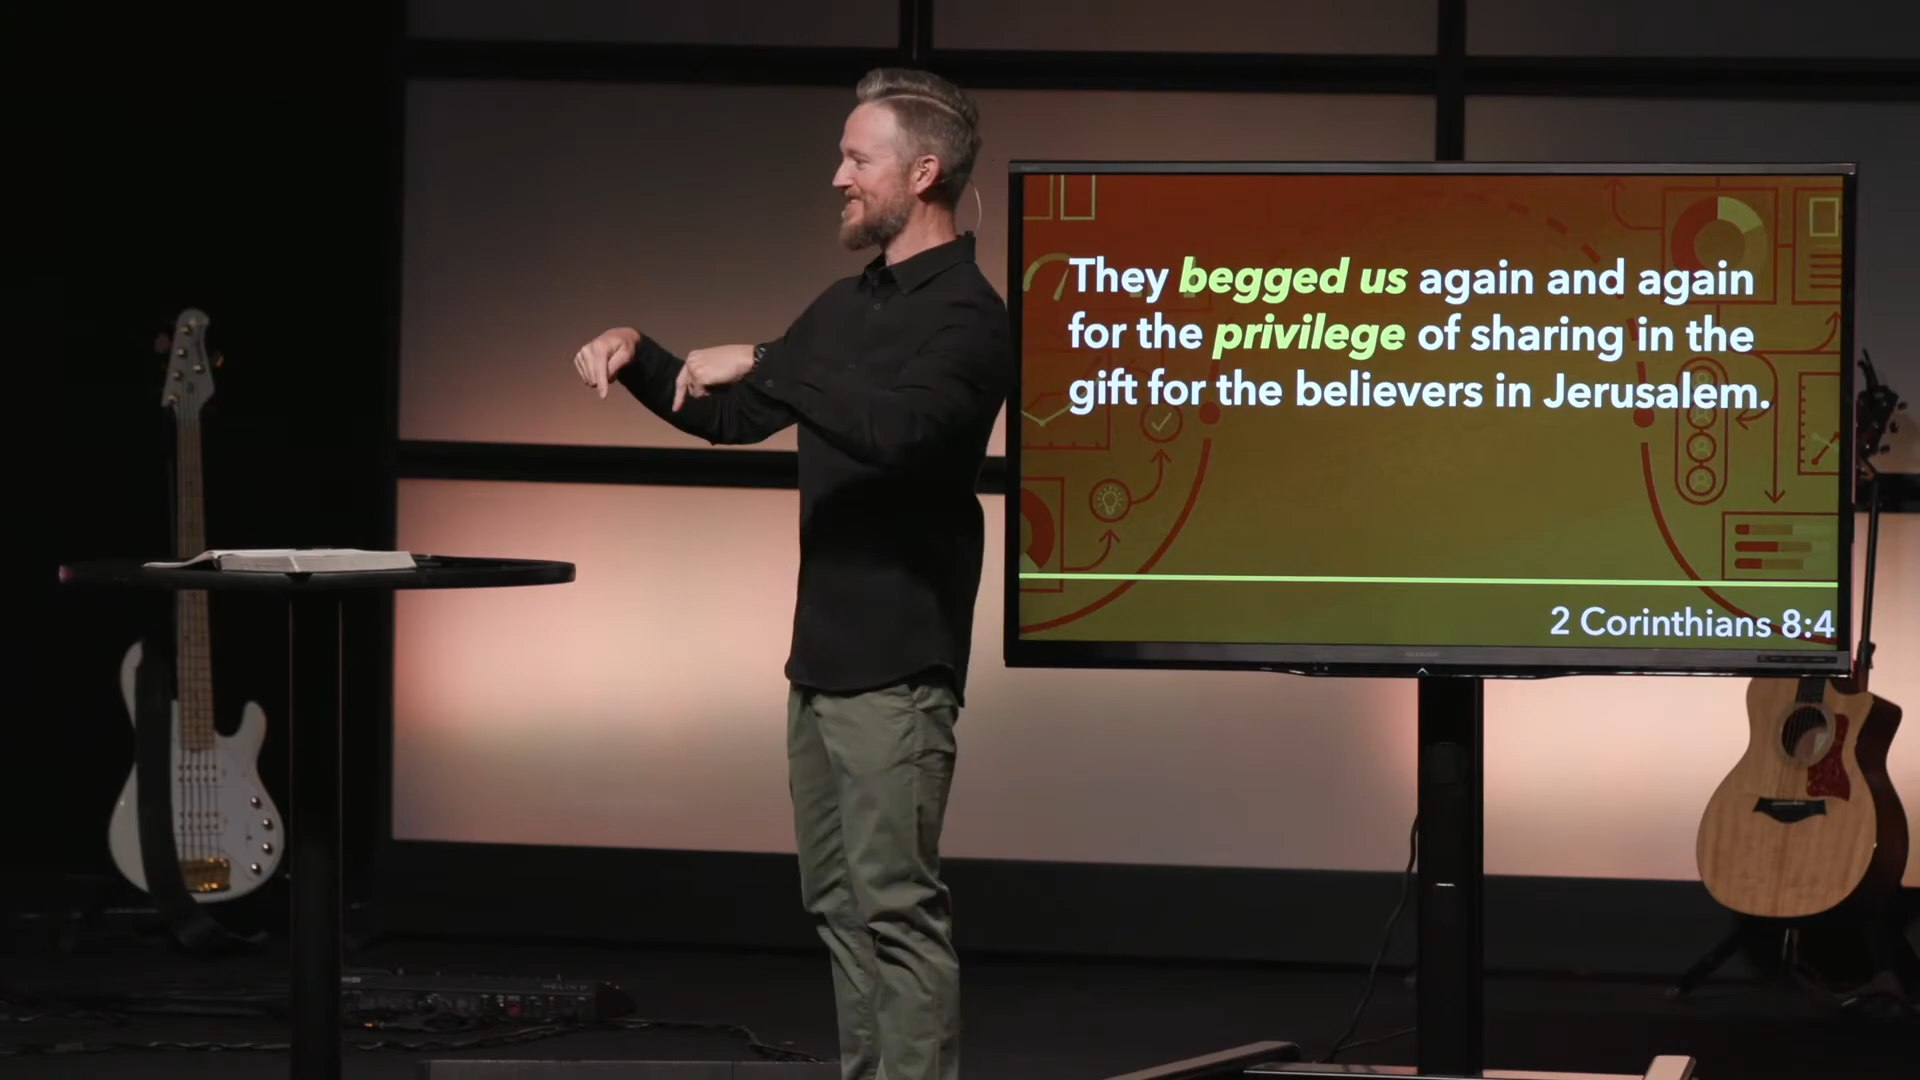 They begged us again and again
for the privilege of sharing in the
gift for the believers in Jerusalem.
2 Corinthians 8:4